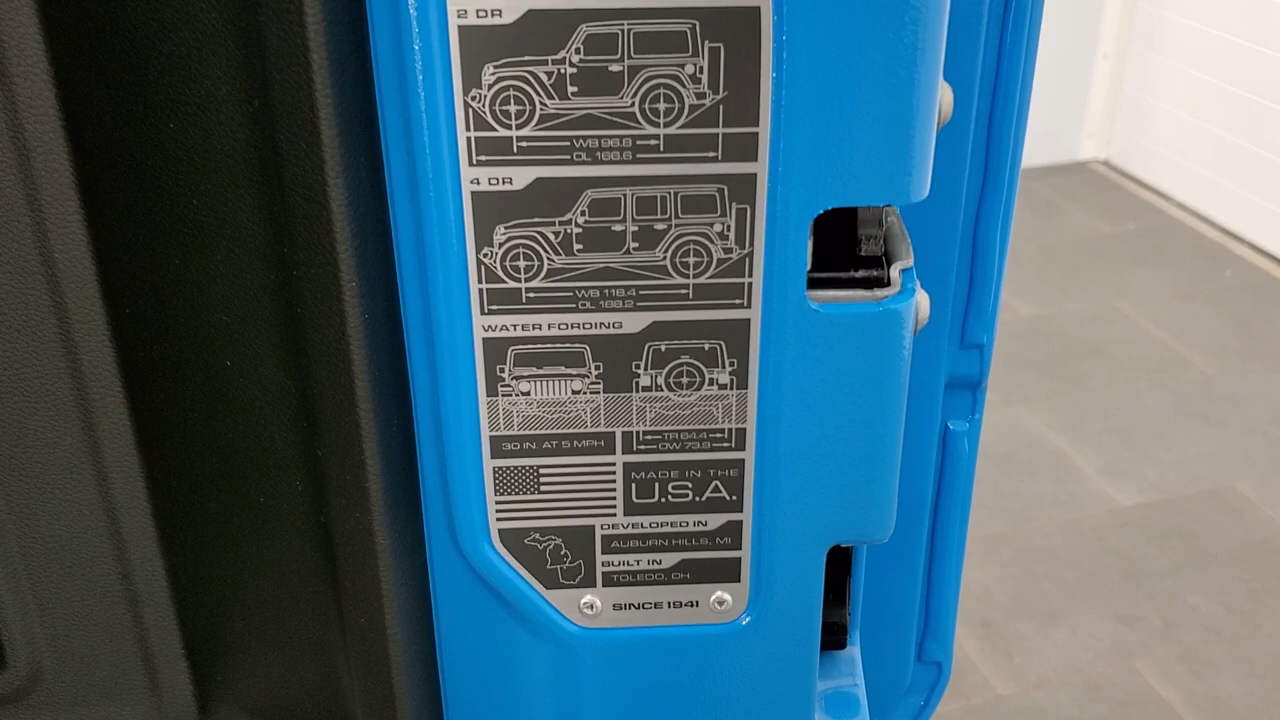 2 DR
WB 96.8
OL 166.6
4 DR
WB 118.4
OL 188.2
WATER FORDING
30 IN. AT 5 MPH
TR 64.4
OW 73.9
MADE IN THE
U.S.A.
DEVELOPED IN
AUBURN HILLS, MI
BUILT IN
TOLEDO, OH
SINCE 1941